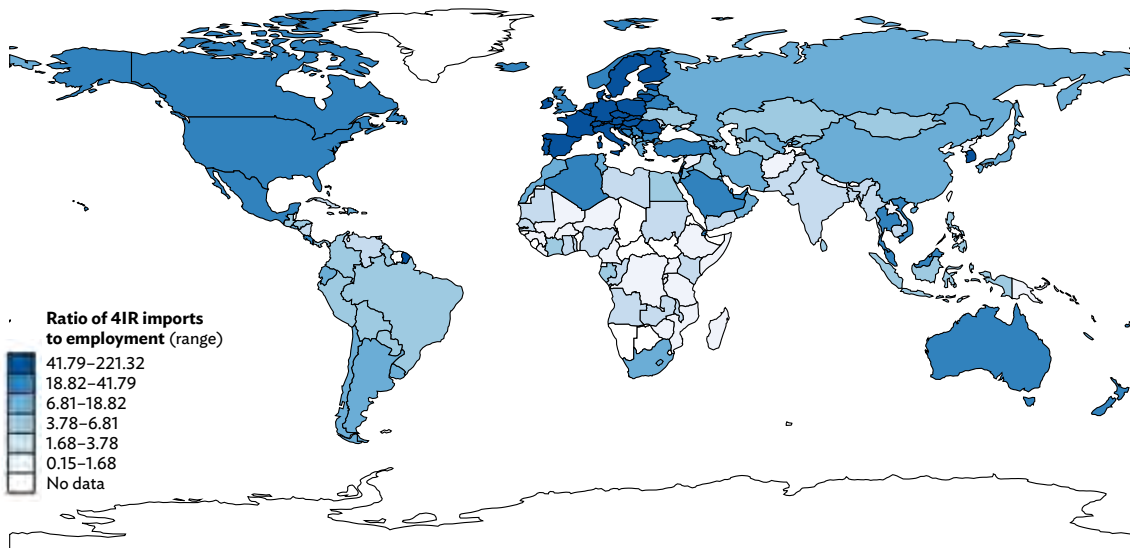 Ratio of 4IR imports
to employment (range)
41.79–221.32
18.82–41.79
6.81–18.82
3.78–6.81
1.68–3.78
0.15–1.68
No data